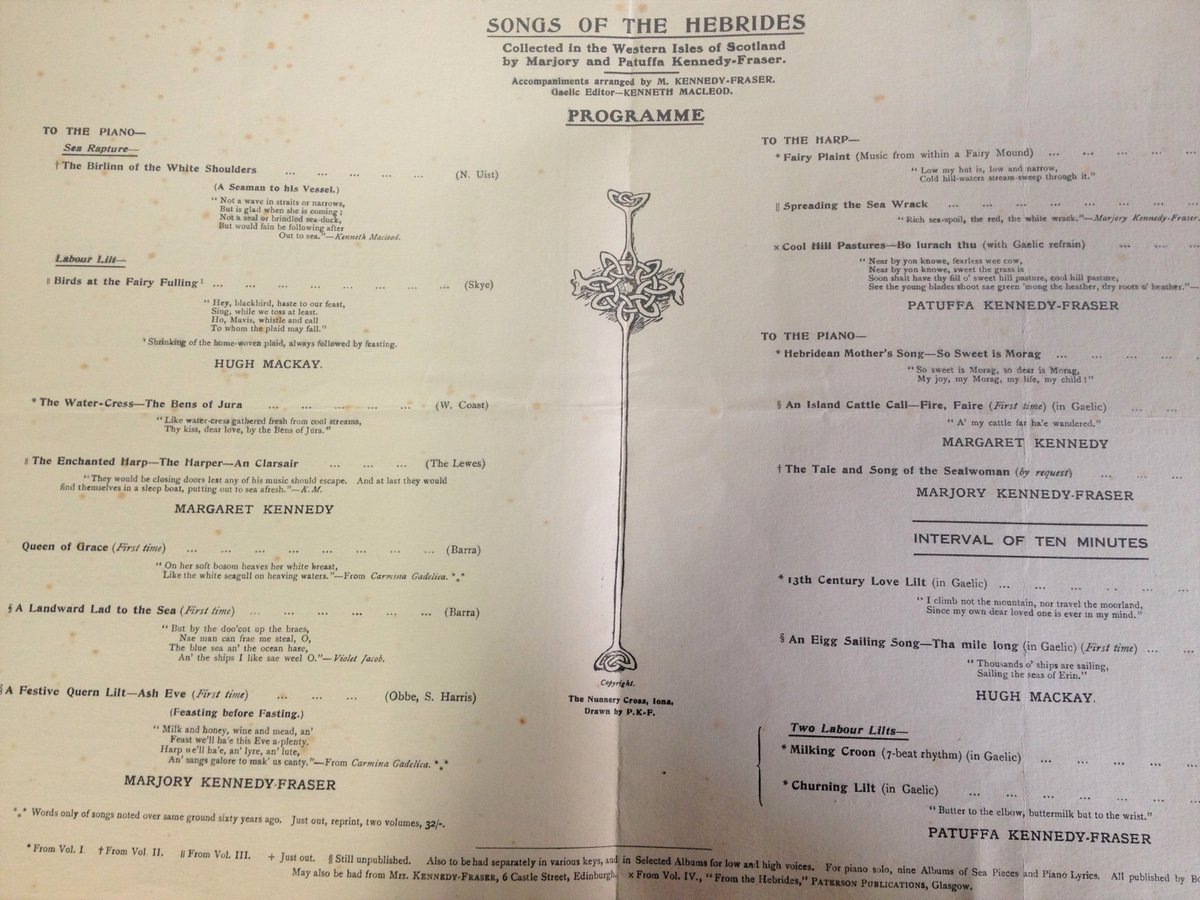 SONGS OF THE HEBRIDES
Collected in the Western Isles of Scotland
by Marjory and Patuffa Kennedy-Fraser.
Accompaniments arranged by M. KENNEDY-FRASER.
Gaelic Editor—KENNETH MACLEOD.
PROGRAMME
TO THE PIANO—
Sea Rapture—
† The Birlinn of the White Shoulders ... ... ... ... ... (N. Uist)
(A Seaman to his Vessel.)
“ Not a wave in straits or narrows,
But is glad when she is coming ;
Not a seal or brindled sea-duck,
But would fain be following after
Out to sea.”—Kenneth Macleod.
Labour Lilt—
‖ Birds at the Fairy Fulling ¹ ... ... ... ... ... ... ... (Skye)
“ Hey, blackbird, haste to our feast,
Sing, while we toss at least.
Ho, Mavis, whistle and call
To whom the plaid may fall.”
¹ Shrinking of the home-woven plaid, always followed by feasting.
HUGH MACKAY.
* The Water-Cress—The Bens of Jura ... ... ... ... ... (W. Coast)
“ Like water-cress gathered fresh from cool streams,
Thy kiss, dear love, by the Bens of Jura.”
‖ The Enchanted Harp—The Harper—An Clarsair ... ... ... (The Lewes)
“They would be closing doors lest any of his music should escape. And at last they would
find themselves in a sleep boat, putting out to sea afresh.”—K.M.
MARGARET KENNEDY
Queen of Grace (First time) ... ... ... ... ... ... ... ... (Barra)
“ On her soft bosom heaves her white breast,
Like the white seagull on heaving waters.”—From Carmina Gadelica. *.*
§ A Landward Lad to the Sea (First time) ... ... ... ... ... ... (Barra)
“ But by the doo'cot up the braes,
Nae man can frae me steal, O,
The blue sea an' the ocean haze,
An' the ships I like sae weel O.”—Violet Jacob.
§ A Festive Quern Lilt—Ash Eve (First time) ... ... ... (Obbe, S. Harris)
(Feasting before Fasting.)
“ Milk and honey, wine and mead, an'
Feast we'll ha'e this Eve a-plenty.
Harp we'll ha'e, an' lyre, an' lute,
An' sangs galore to mak' us canty.”—From Carmina Gadelica. *.*
MARJORY KENNEDY-FRASER
*.* Words only of songs noted over same ground sixty years ago. Just out, reprint, two volumes, 32/-.
Copyright.
The Nunnery Cross, Iona.
Drawn by P.K-F.
TO THE HARP—
* Fairy Plaint (Music from within a Fairy Mound) ... ... ... ... ...
“ Low my hut is, low and narrow,
Cold hill-waters stream-sweep through it.”
‖ Spreading the Sea Wrack ... ... ... ... ... ...
“ Rich sea-spoil, the red, the white wrack.”—Marjory Kennedy-Fraser.
× Cool Hill Pastures—Bo lurach thu (with Gaelic refrain) ... ...
“ Near by yon knowe, fearless wee cow,
Near by yon knowe, sweet the grass is
Soon shalt have thy fill o' sweet hill pasture, cool hill pasture,
See the young blades shoot sae green 'mong the heather, tiry roots o' heather.”—
PATUFFA KENNEDY-FRASER
TO THE PIANO—
* Hebridean Mother's Song—So Sweet is Morag ... ... ... ...
“ So sweet is Morag, so dear is Morag,
My joy, my Morag, my life, my child !”
§ An Island Cattle Call—Fire, Faire (First time) (in Gaelic) ... ...
“ A' my cattle far ha'e wandered.”
MARGARET KENNEDY
† The Tale and Song of the Sealwoman (by request) ... ... ...
MARJORY KENNEDY-FRASER
INTERVAL OF TEN MINUTES
* 13th Century Love Lilt (in Gaelic) ... ... ... ... ...
“ I climb not the mountain, nor travel the moorland,
Since my own dear loved one is ever in my mind.”
§ An Eigg Sailing Song—Tha mile long (in Gaelic) (First time) ... ...
“ Thousands o' ships are sailing,
Sailing the seas of Erin.”
HUGH MACKAY.
Two Labour Lilts—
* Milking Croon (7-beat rhythm) (in Gaelic) ... ... ... ...
* Churning Lilt (in Gaelic) ... ... ... ... ...
“ Butter to the elbow, buttermilk but to the wrist.”
PATUFFA KENNEDY-FRASER
* From Vol. I. † From Vol. II. ‖ From Vol. III. + Just out. § Still unpublished. Also to be had separately in various keys, and in Selected Albums for low and high voices. For piano solo, nine Albums of Sea Pieces and Piano Lyrics. All published by
May also be had from Mrs. KENNEDY-FRASER, 6 Castle Street, Edinburgh. × From Vol. IV., “ From the Hebrides,” PATERSON PUBLICATIONS, Glasgow.